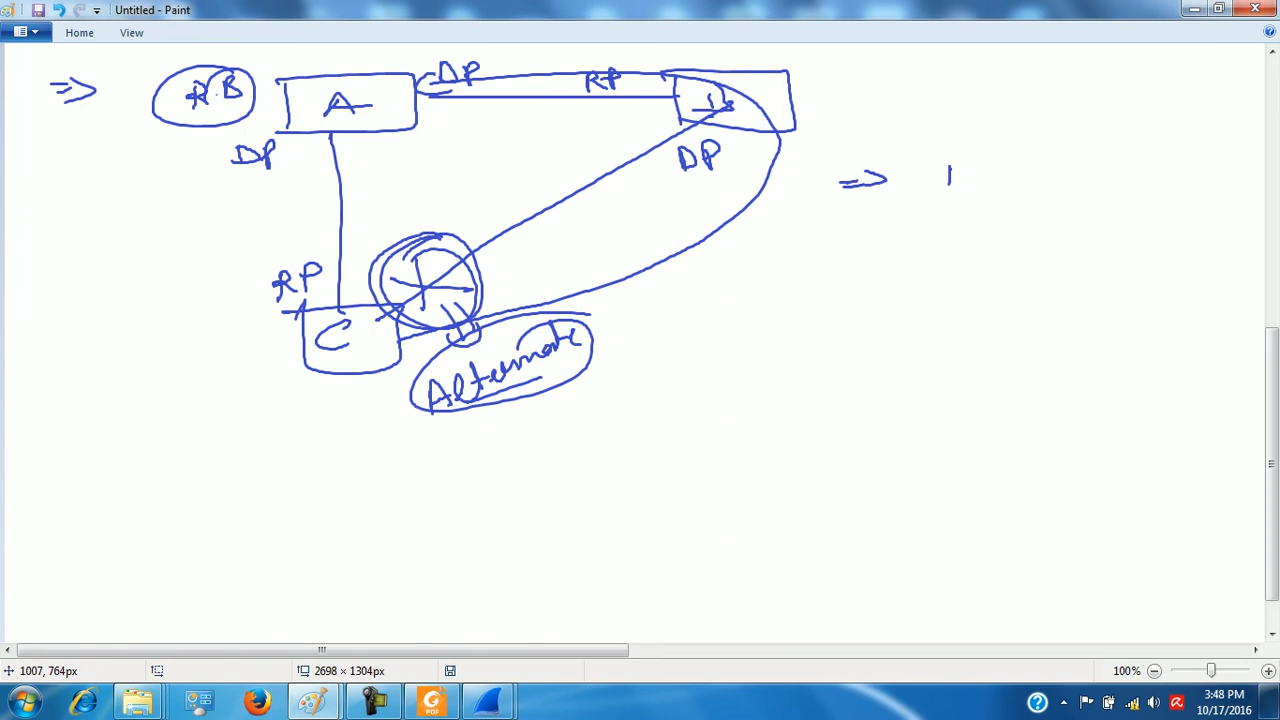 Untitled - Paint
Home View
=> R.B A DP RP B
DP DP
=> I
RP
C
Alternate
1007, 764px 2698 × 1304px 100%
PDF
3:48 PM
10/17/2016